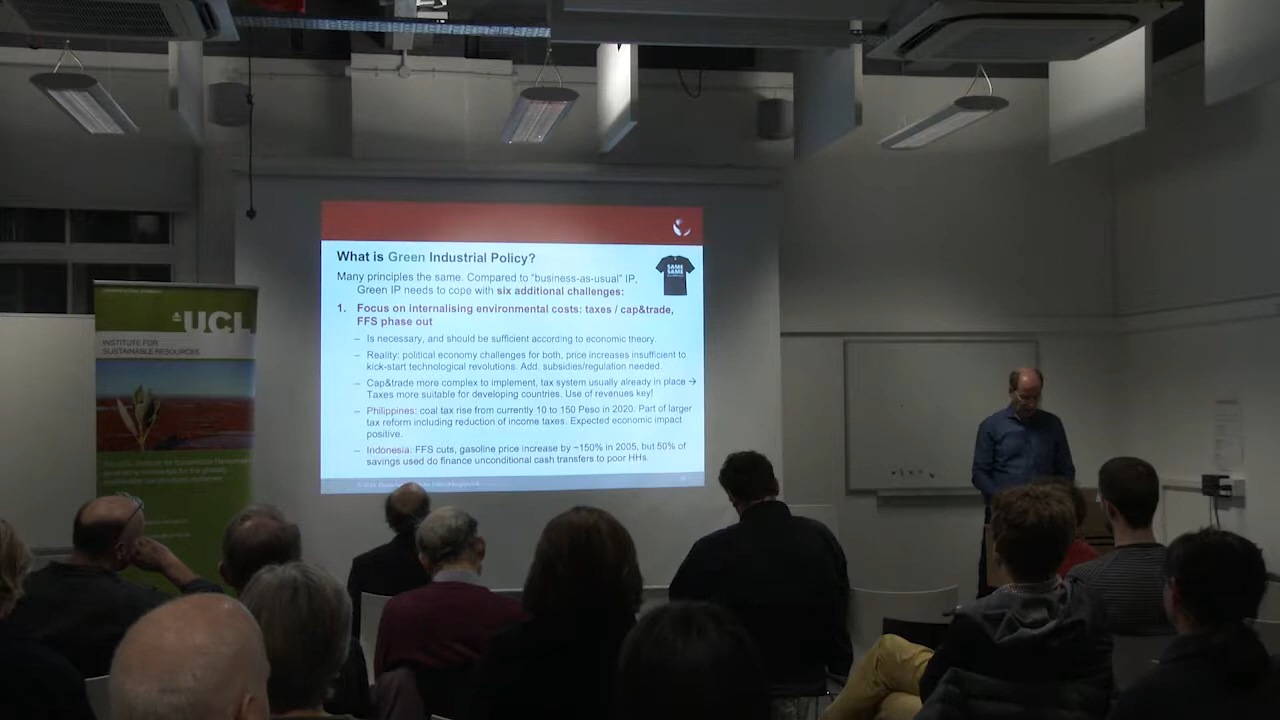 What is Green Industrial Policy?
Many principles the same. Compared to "business-as-usual" IP,
Green IP needs to cope with six additional challenges:
SAME
SAME
1. Focus on internalising environmental costs: taxes / cap&trade,
FFS phase out
– Is necessary, and should be sufficient according to economic theory.
– Reality: political economy challenges for both, price increases insufficient to
kick-start technological revolutions. Add. subsidies/regulation needed.
– Cap&trade more complex to implement, tax system usually already in place →
Taxes more suitable for developing countries. Use of revenues key!
– Philippines: coal tax rise from currently 10 to 150 Peso in 2020. Part of larger
tax reform including reduction of income taxes. Expected economic impact
positive.
– Indonesia: FFS cuts, gasoline price increase by ~150% in 2005, but 50% of
savings used do finance unconditional cash transfers to poor HHs.
UCL
INSTITUTE FOR
SUSTAINABLE RESOURCES